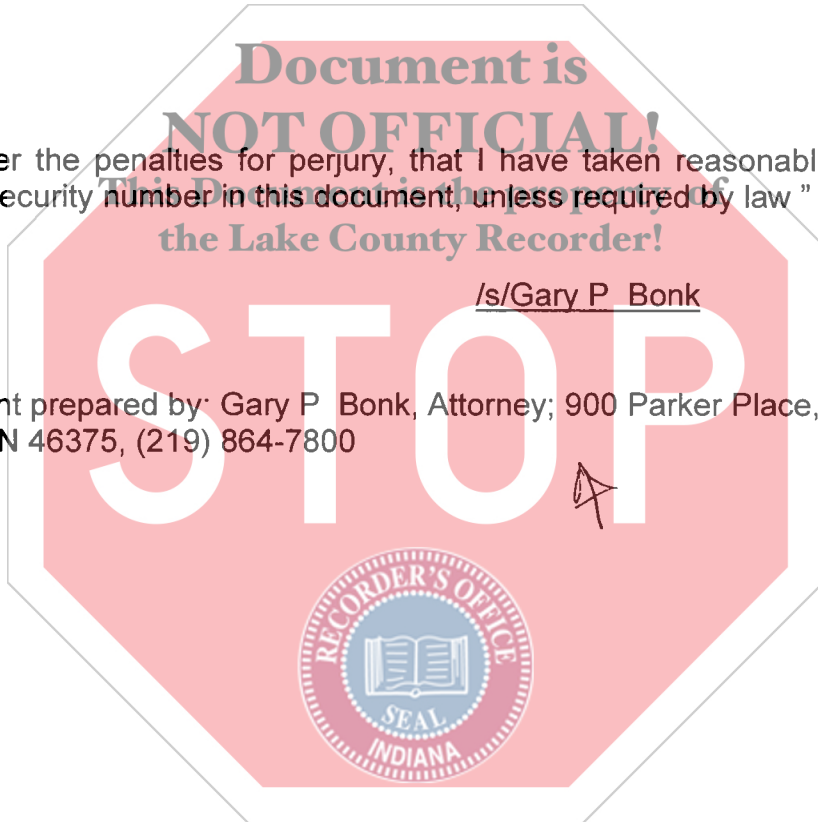 Document is
NOT OFFICIAL!
er the penalties for perjury, that I have taken reasonabl
This Document is the property of
ecurity number in this document, unless required by law "
the Lake County Recorder!
/s/Gary P Bonk
STOP
nt prepared by: Gary P Bonk, Attorney; 900 Parker Place,
N 46375, (219) 864-7800
RECORDER'S OFFICE
SEAL
INDIANA